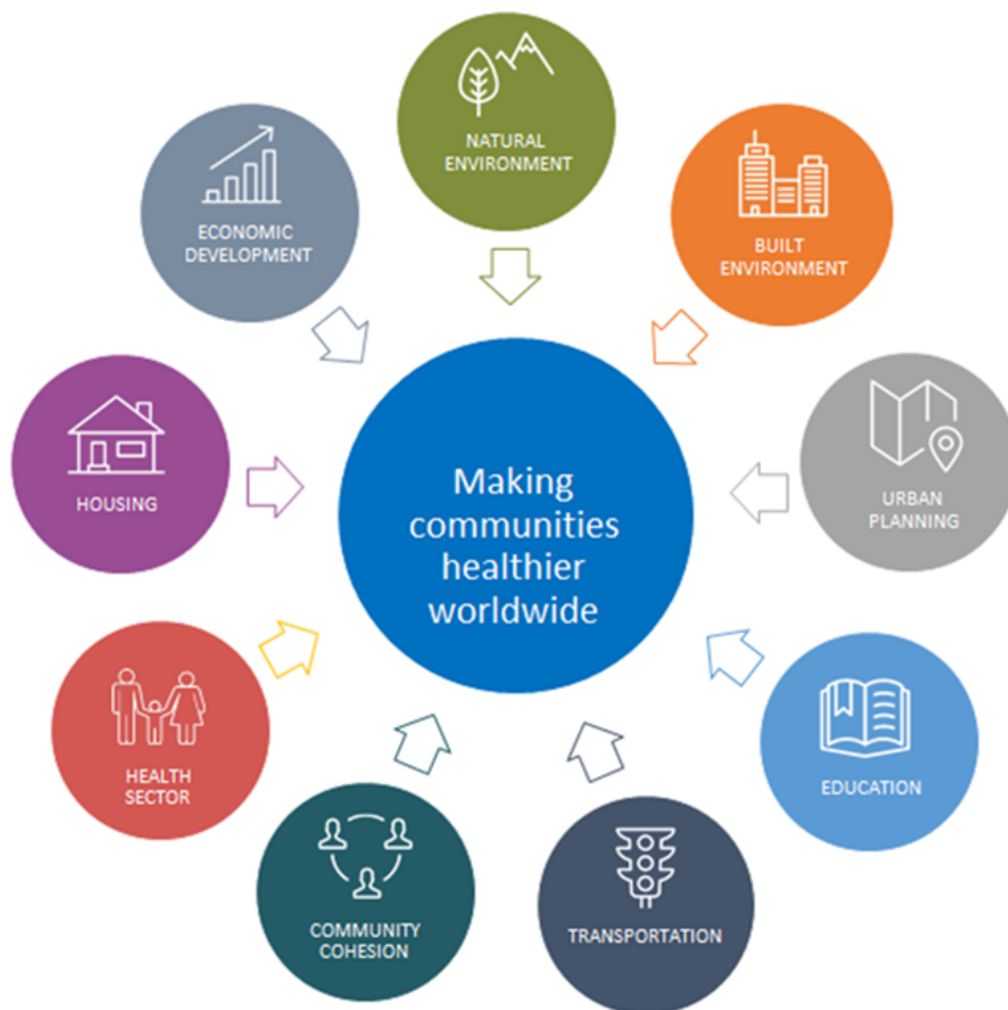 NATURAL
ENVIRONMENT
BUILT
ENVIRONMENT
URBAN
PLANNING
EDUCATION
TRANSPORTATION
COMMUNITY
COHESION
HEALTH
SECTOR
HOUSING
ECONOMIC
DEVELOPMENT
Making
communities
healthier
worldwide